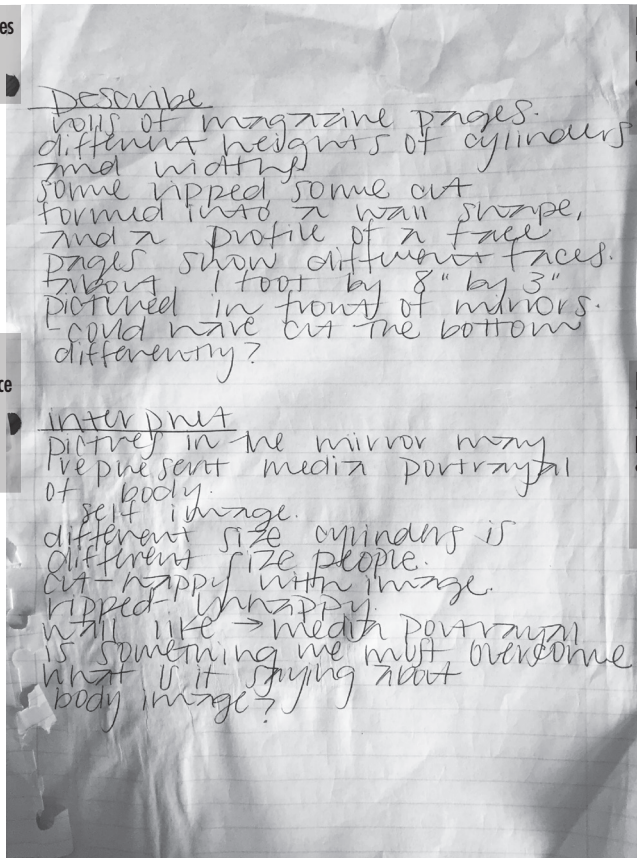 es
ce
Describe
rolls of magazine pages.
different heights of cylinders
and widths
some ripped some cut
formed into a wall shape,
and a profile of a face
pages show different faces.
about 1 foot by 8" by 3"
pictured in front of mirrors.
- could have cut the bottom
differently?
interpret
pictres in the mirror may
represent media portrayal
of body.
self image.
different size cylinders is
different size people.
cut - happy with image.
ripped - unhappy.
wall like → media portrayal
is something we must overcome
what is it saying about
body image?